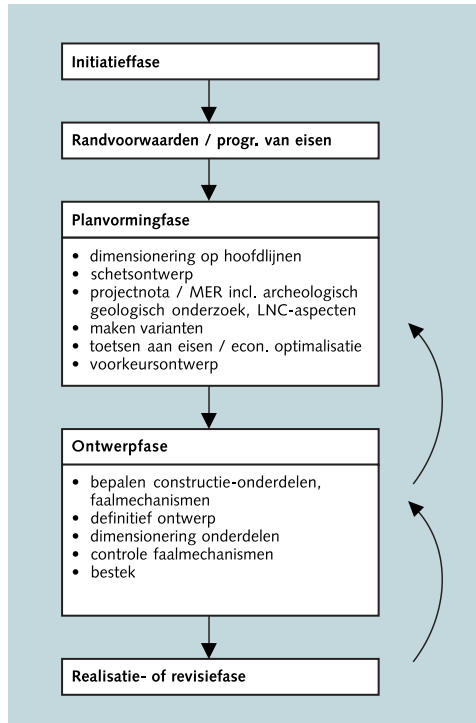 Initiatieffase
Randvoorwaarden / progr. van eisen
Planvormingfase
• dimensionering op hoofdlijnen
• schetsontwerp
• projectnota / MER incl. archeologisch
geologisch onderzoek, LNC-aspecten
• maken varianten
• toetsen aan eisen / econ. optimalisatie
• voorkeursontwerp
Ontwerpfase
• bepalen constructie-onderdelen,
faalmechanismen
• definitief ontwerp
• dimensionering onderdelen
• controle faalmechanismen
• bestek
Realisatie- of revisiefase